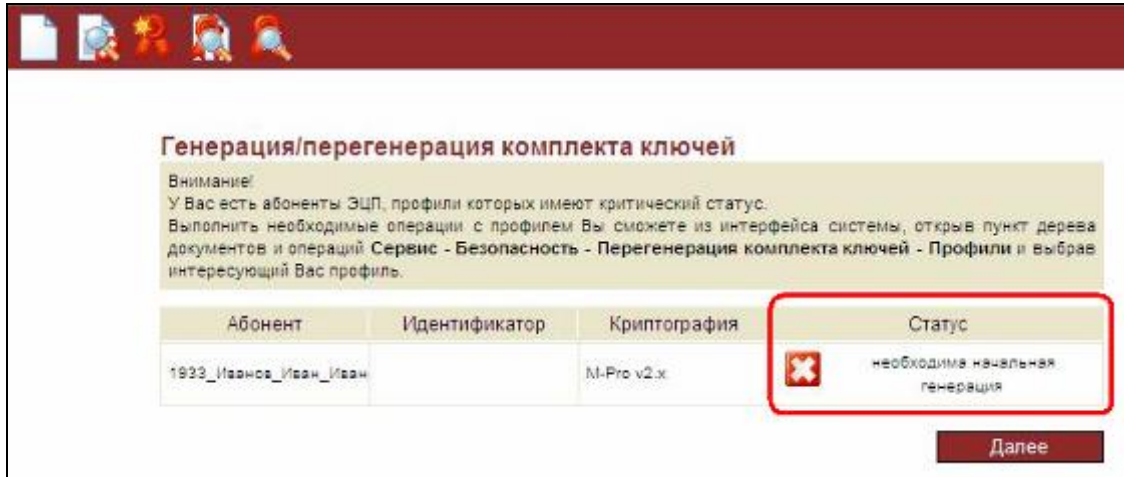 Генерация/перегенерация комплекта ключей
Внимание!
У Вас есть абоненты ЭЦП, профили которых имеют критический статус.
Выполнить необходимые операции с профилем Вы сможете из интерфейса системы, открыв пункт дерева
документов и операций Сервис - Безопасность - Перегенерация комплекта ключей - Профили и выбрав
интересующий Вас профиль.
Абонент Идентификатор Криптография Статус
1933_Иванов_Иван_Иван M-Pro v2.x необходима начальная
генерация
Далее